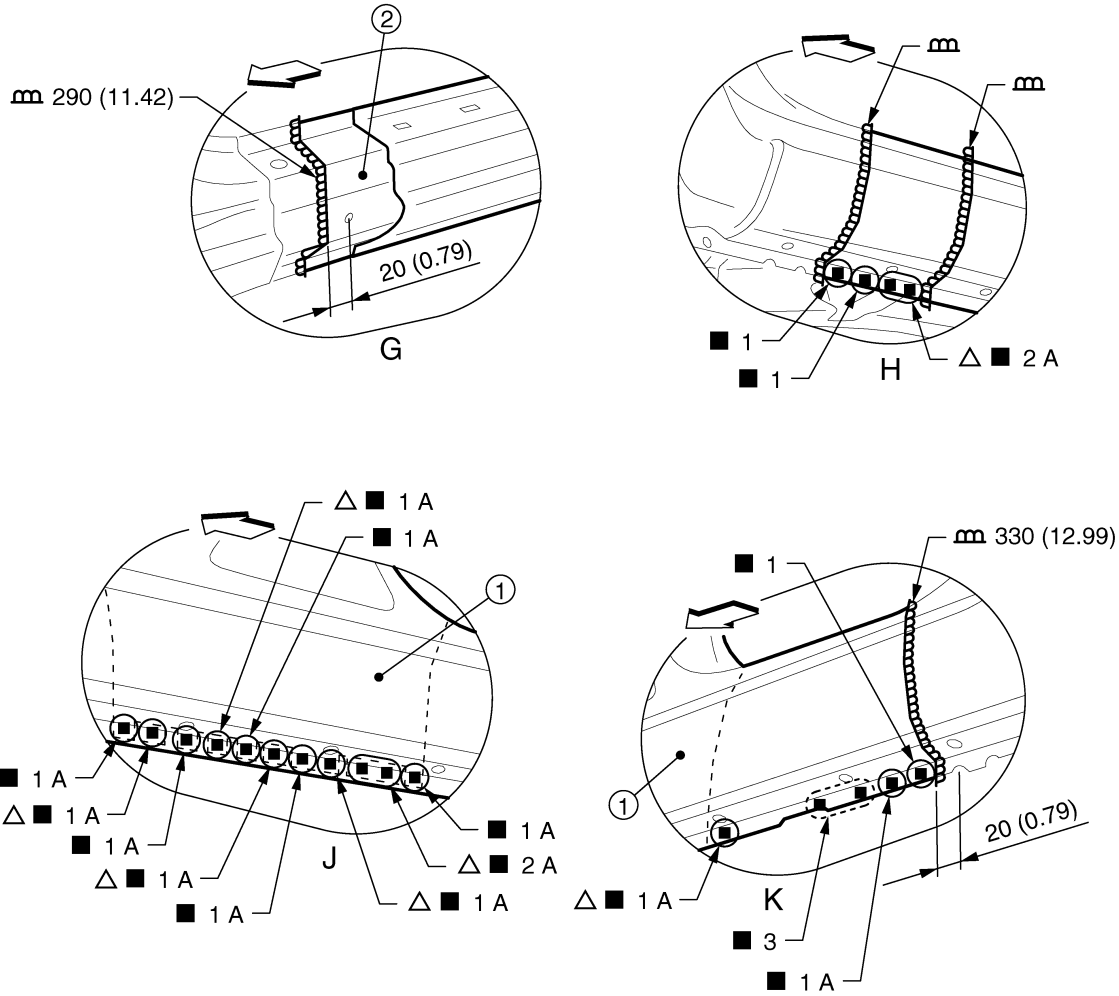 2
290 (11.42)
20 (0.79)
G
■ 1
■ 1
△ ■ 2 A
H
△ ■ 1 A
■ 1 A
1
■ 1 A
△ ■ 1 A
■ 1 A
△ ■ 1 A
■ 1 A
■ 1 A
△ ■ 2 A
△ ■ 1 A
J
330 (12.99)
■ 1
1
20 (0.79)
△ ■ 1 A
K
■ 3
■ 1 A